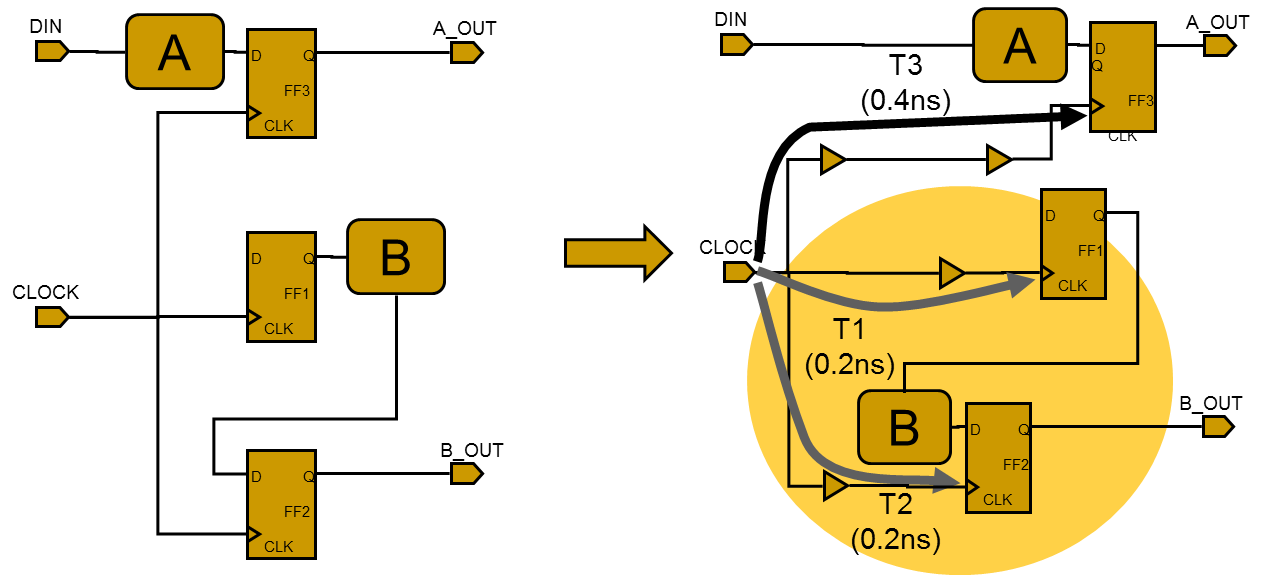 DIN
A
A_OUT
D
Q
FF3
CLK
CLOCK
D
Q
FF1
CLK
B
B_OUT
D
Q
FF2
CLK
DIN
A
A_OUT
D
Q
FF3
CLK
T3
(0.4ns)
CLOCK
D
Q
FF1
CLK
T1
(0.2ns)
B
B_OUT
D
Q
FF2
CLK
T2
(0.2ns)